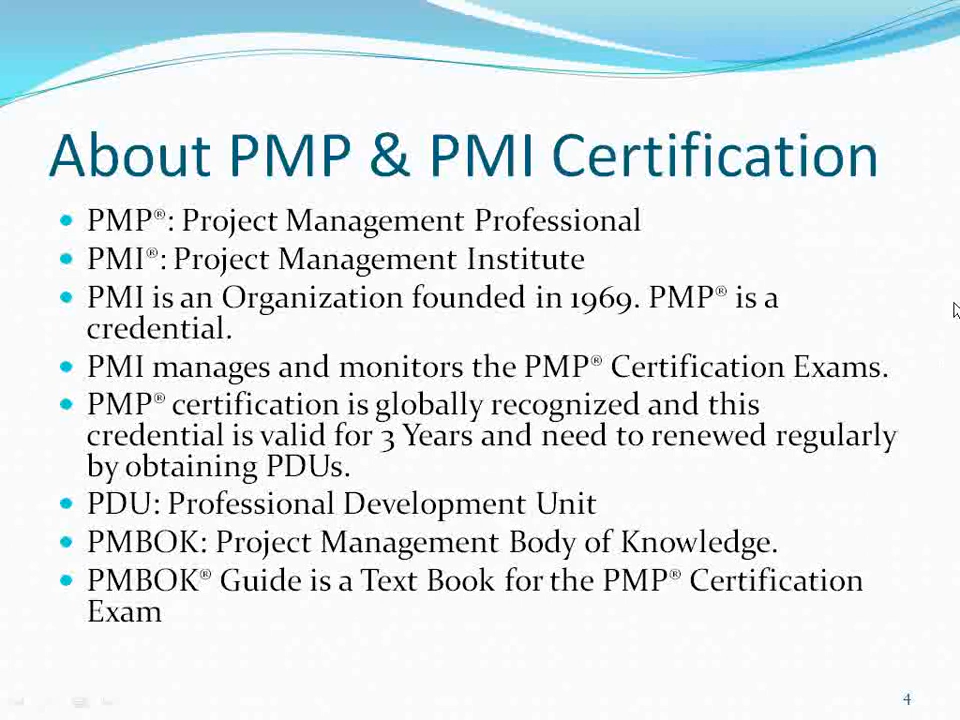 About PMP & PMI Certification
PMP®: Project Management Professional
PMI®: Project Management Institute
PMI is an Organization founded in 1969. PMP® is a
credential.
PMI manages and monitors the PMP® Certification Exams.
PMP® certification is globally recognized and this
credential is valid for 3 Years and need to renewed regularly
by obtaining PDUs.
PDU: Professional Development Unit
PMBOK: Project Management Body of Knowledge.
PMBOK® Guide is a Text Book for the PMP® Certification
Exam
4